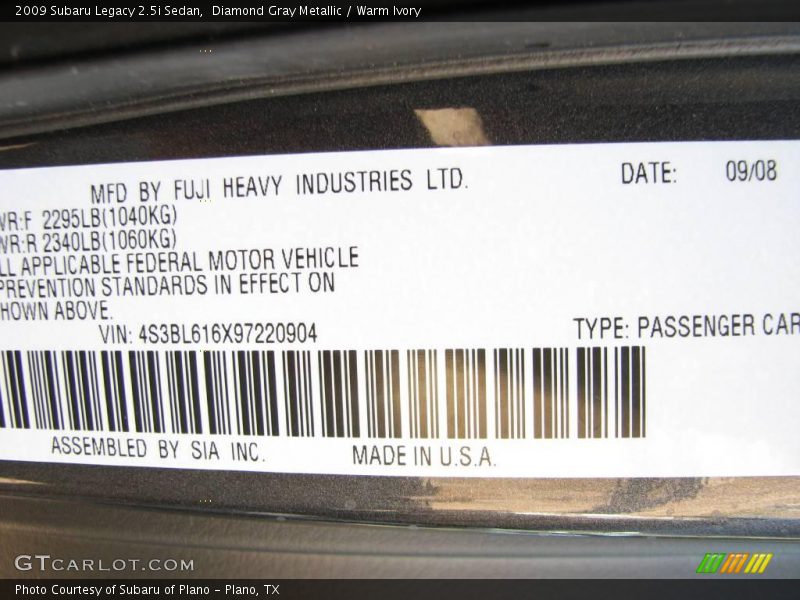 2009 Subaru Legacy 2.5i Sedan,  Diamond Gray Metallic / Warm Ivory
MFD BY FUJI HEAVY INDUSTRIES LTD.
DATE: 09/08
WR:F 2295LB(1040KG)
WR:R 2340LB(1060KG)
LL APPLICABLE FEDERAL MOTOR VEHICLE
PREVENTION STANDARDS IN EFFECT ON
HOWN ABOVE.
VIN: 4S3BL616X97220904
TYPE: PASSENGER CAR
ASSEMBLED BY SIA INC.
MADE IN U.S.A.
GTCARLOT.COM
Photo Courtesy of Subaru of Plano - Plano, TX